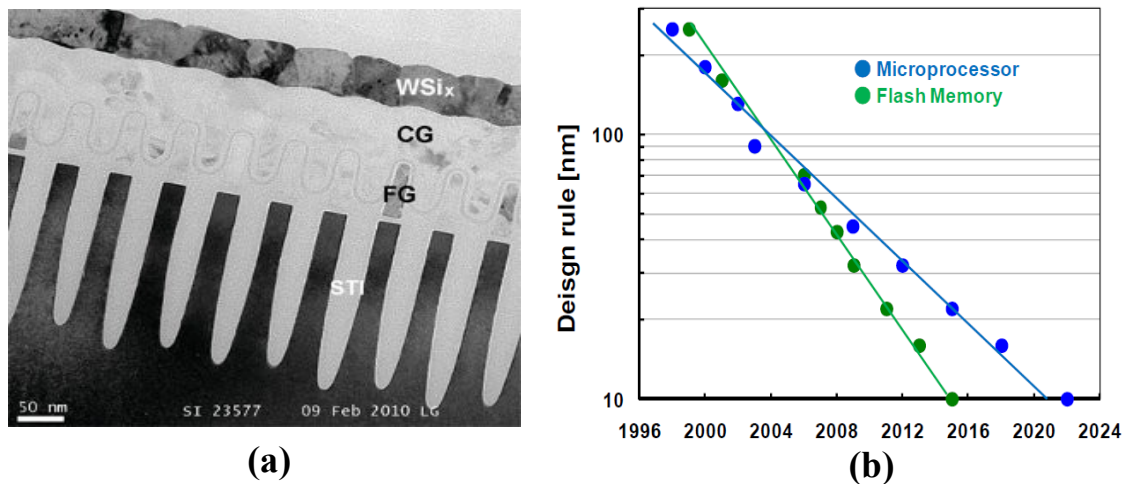 WSiₓ
CG
FG
STI
50 nm
SI 23577 09 Feb 2010 LG
(a)
Deisgn rule [nm]
100
10
Microprocessor
Flash Memory
1996 2000 2004 2008 2012 2016 2020 2024
(b)